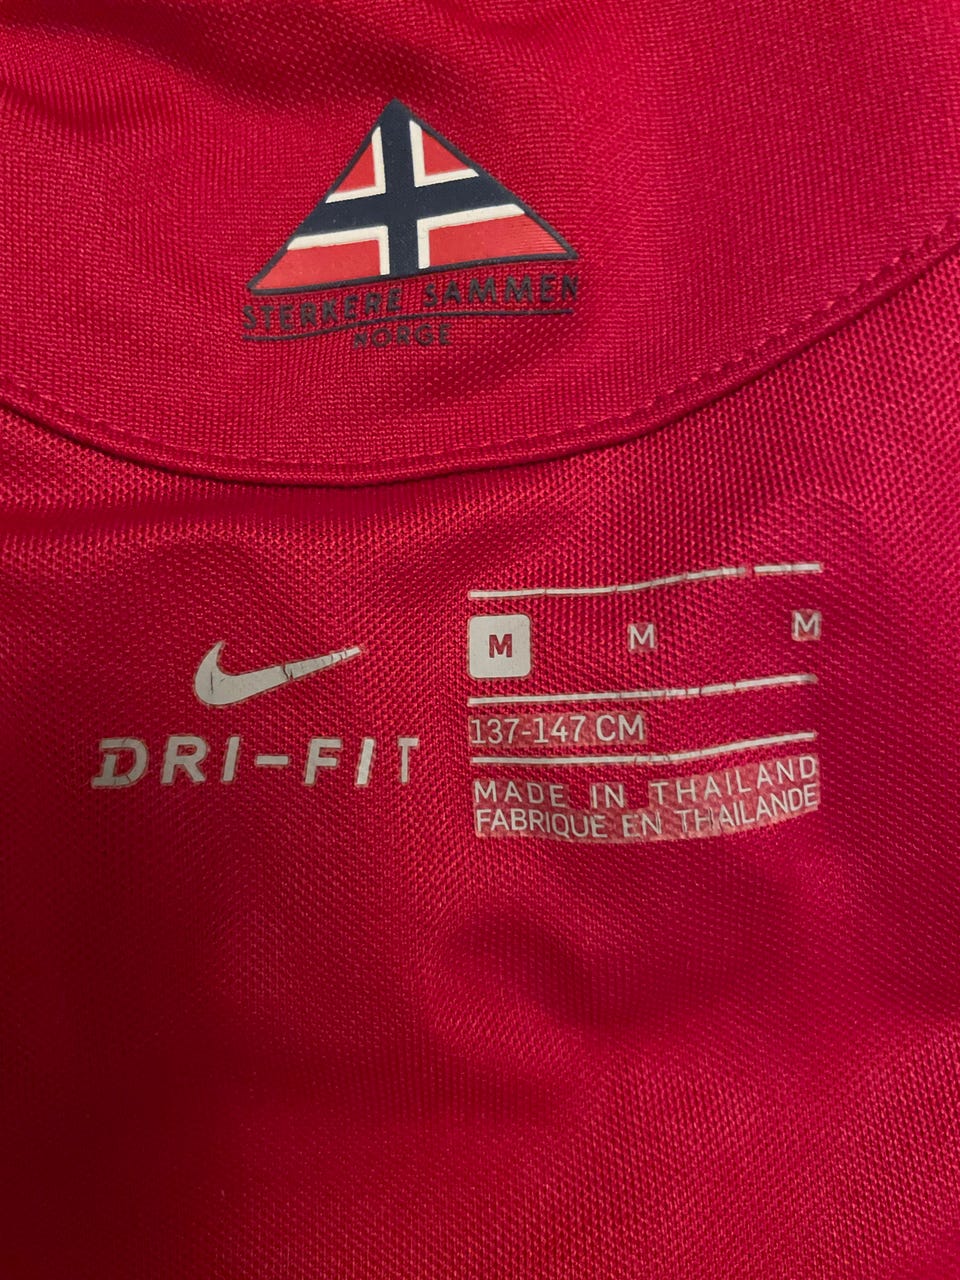 STERKERE SAMMEN
NORGE
DRI-FIT
M M M
137-147 CM
MADE IN THAILAND
FABRIQUE EN THAILANDE